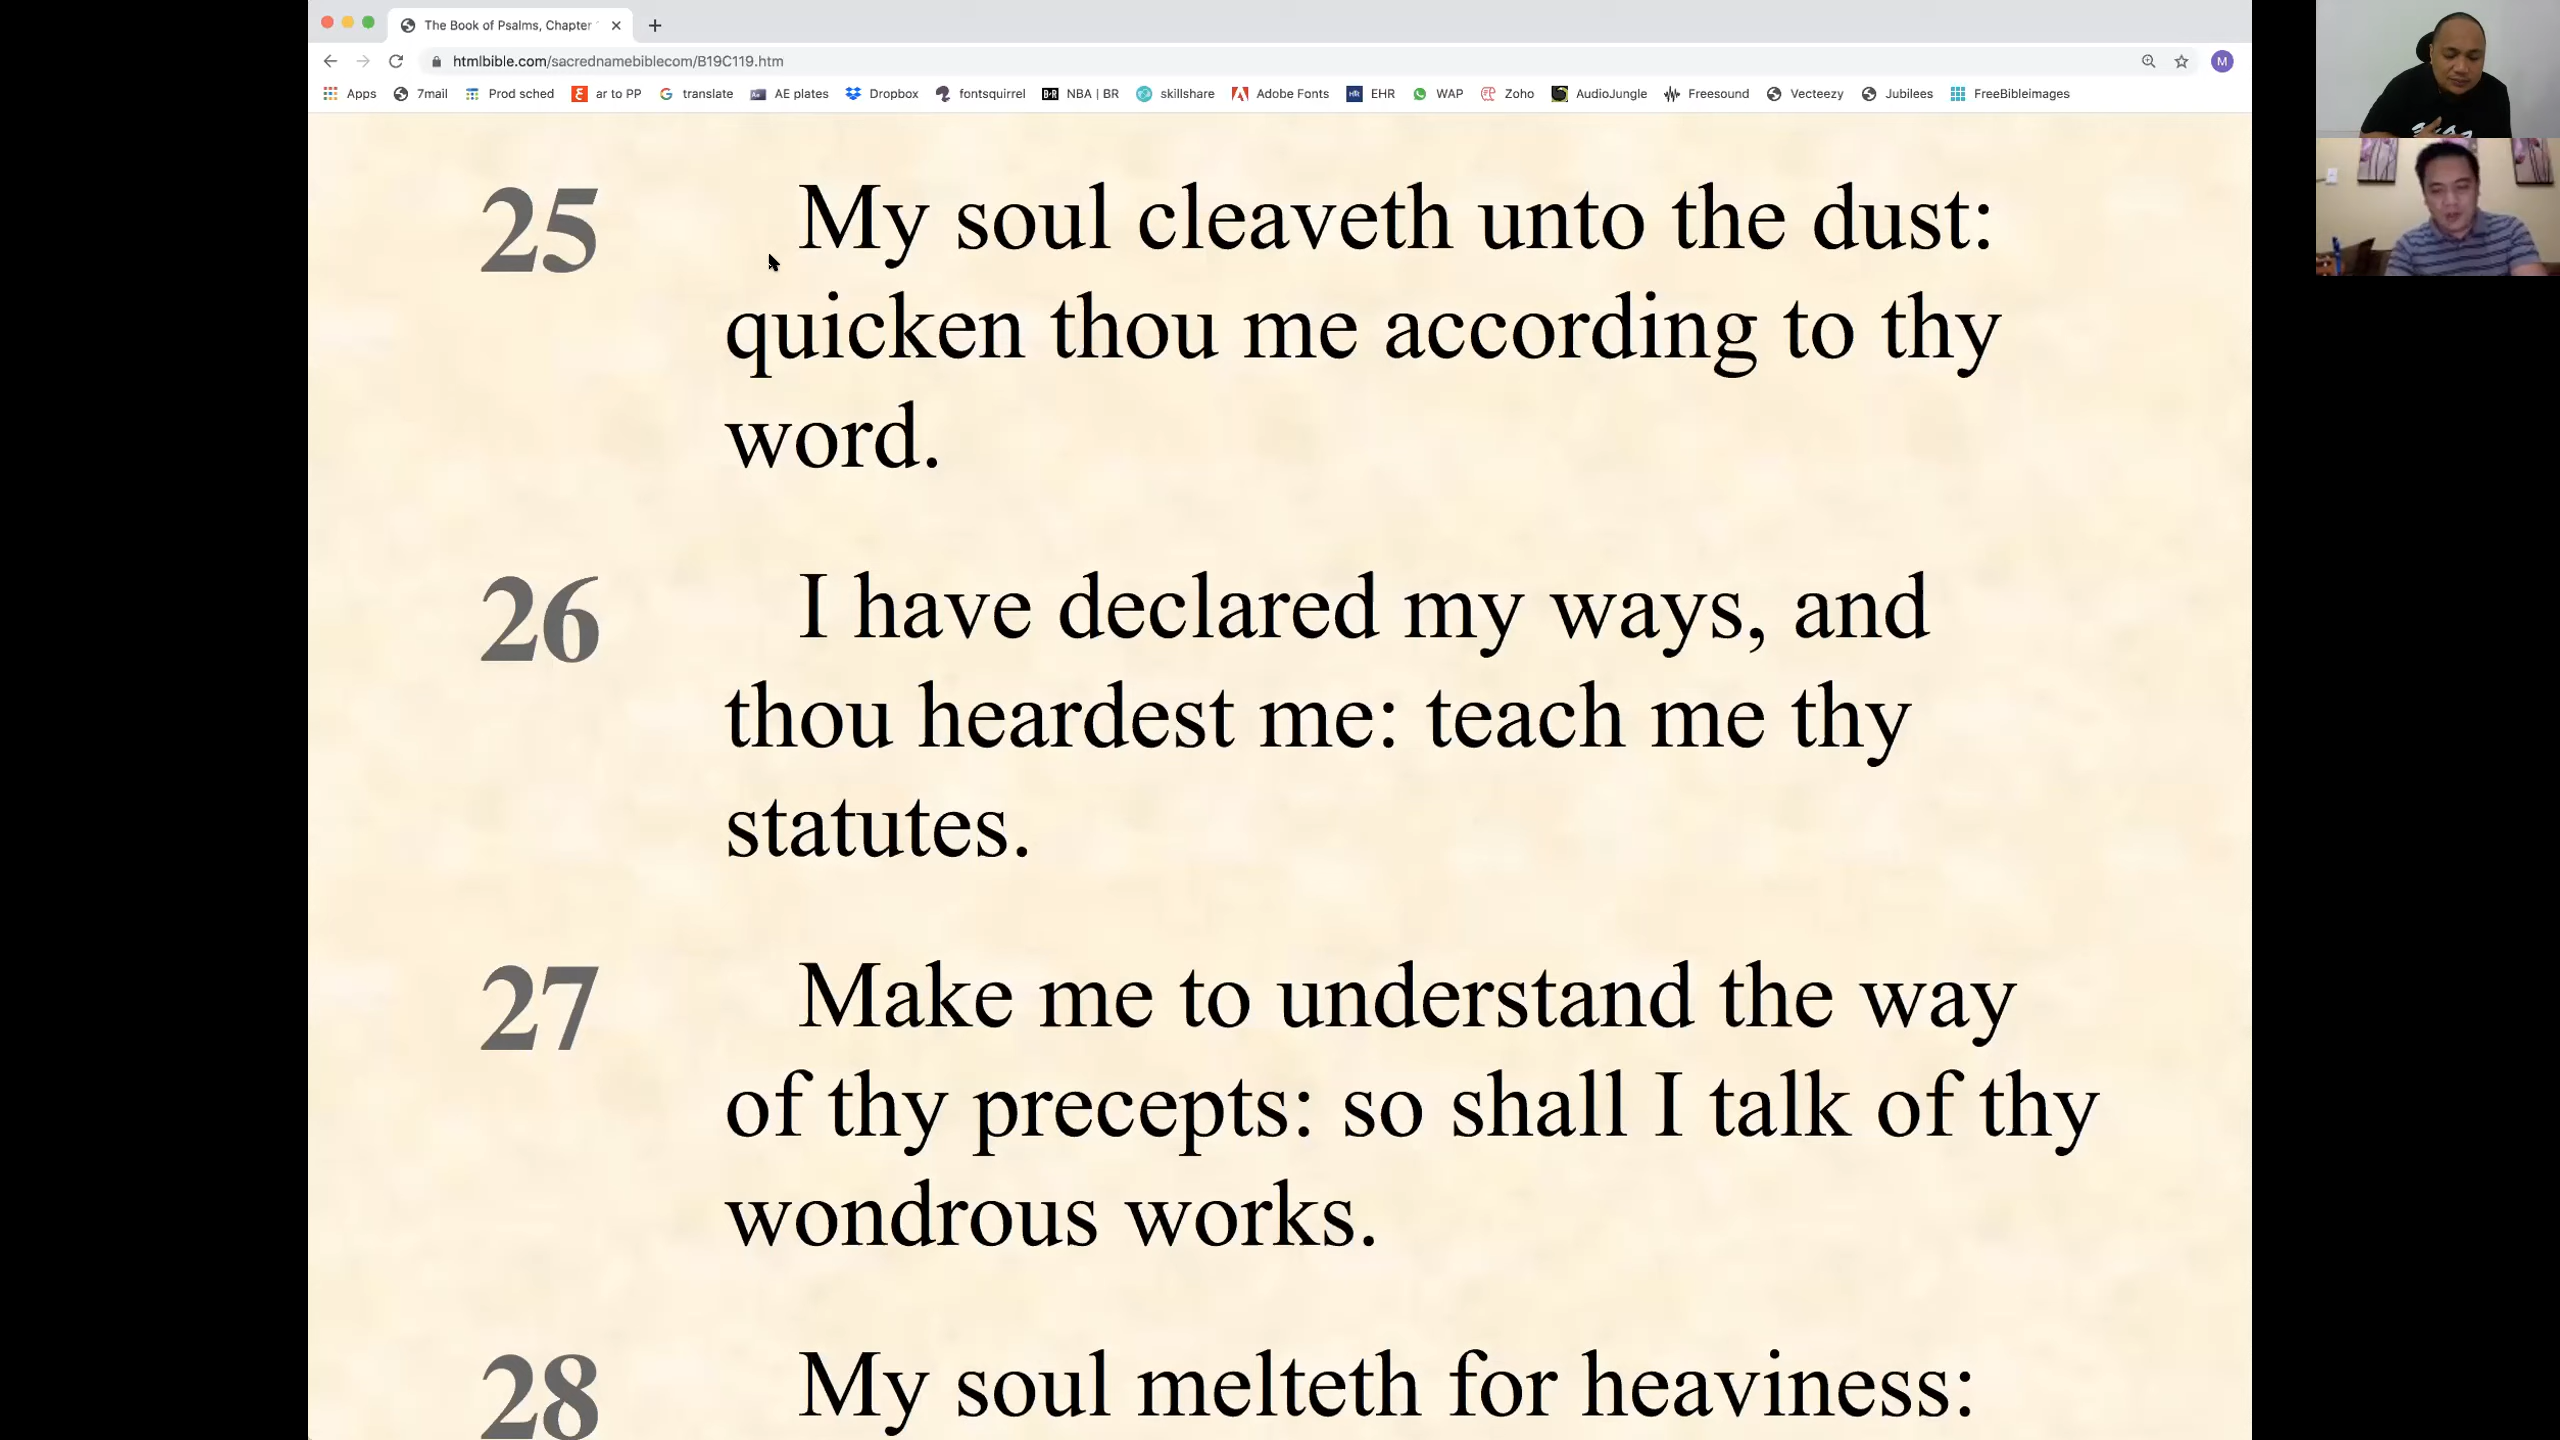 The Book of Psalms, Chapter
htmlbible.com/sacrednamebiblecom/B19C119.htm
M
Apps 7mail Prod sched ar to PP translate AE plates Dropbox fontsquirrel B·R NBA | BR skillshare Adobe Fonts EHR WAP Zoho AudioJungle Freesound Vecteezy Jubilees FreeBibleimages
25 My soul cleaveth unto the dust:
quicken thou me according to thy
word.
26 I have declared my ways, and
thou heardest me: teach me thy
statutes.
27 Make me to understand the way
of thy precepts: so shall I talk of thy
wondrous works.
28 My soul melteth for heaviness: